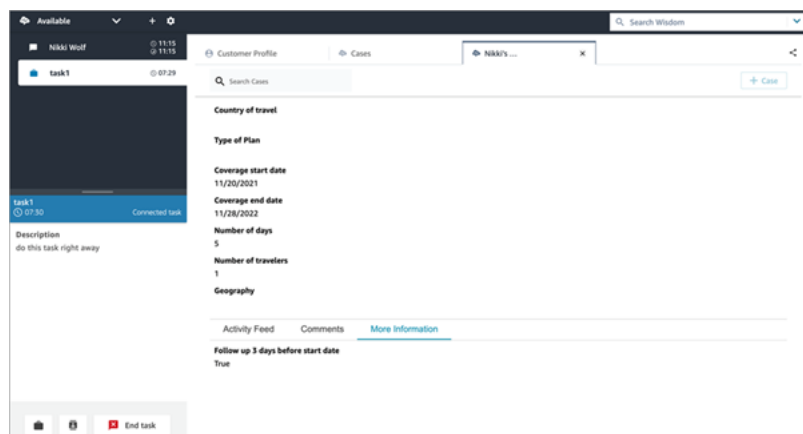 Available
Search Wisdom
Nikki Wolf
11:15
11:15
task1
07:29
Customer Profile
Cases
Nikki's ...
Search Cases
+ Case
Country of travel
Type of Plan
Coverage start date
11/20/2021
Coverage end date
11/28/2022
Number of days
5
Number of travelers
1
Geography
task1
07:30
Connected task
Description
do this task right away
Activity Feed
Comments
More Information
Follow up 3 days before start date
True
End task